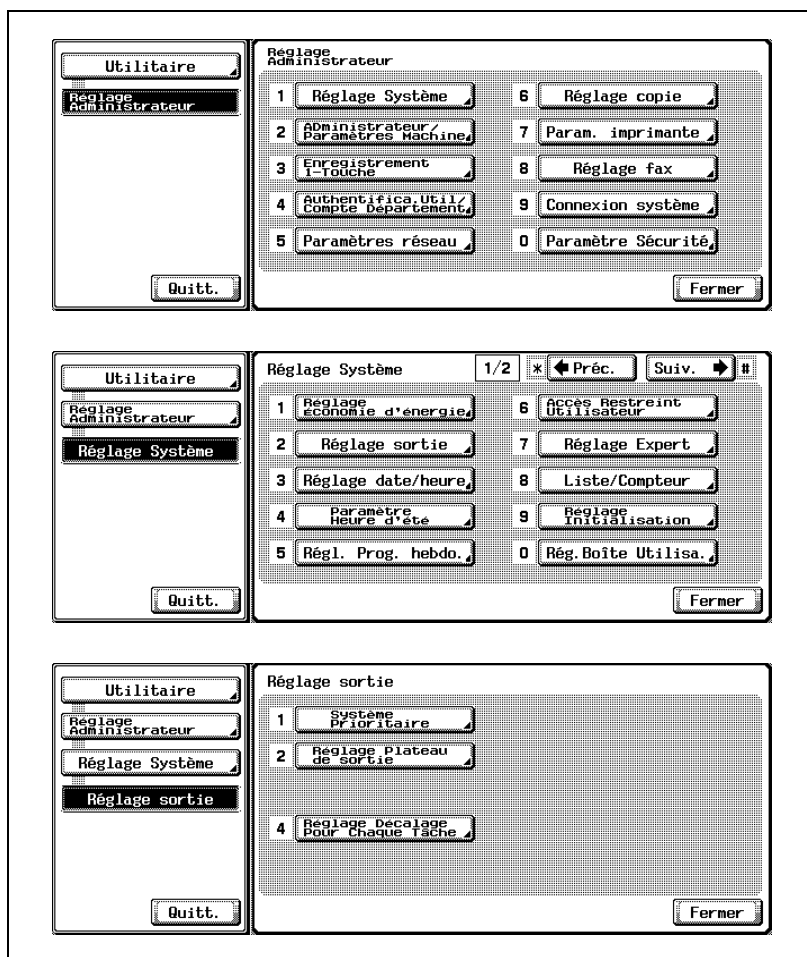 Utilitaire
Réglage
Administrateur
Quitt.
Réglage
Administrateur
1 Réglage Système
2 ADministrateur/
Paramètres Machine
3 Enregistrement
1-Touche
4 Authentifica.Util/
Compte Département
5 Paramètres réseau
6 Réglage copie
7 Param. imprimante
8 Réglage fax
9 Connexion système
0 Paramètre Sécurité
Fermer
Utilitaire
Réglage
Administrateur
Réglage Système
Quitt.
Réglage Système
1/2 * Préc. Suiv. #
1 Réglage
économie d'énergie
2 Réglage sortie
3 Réglage date/heure
4 Paramètre
Heure d'été
5 Régl. Prog. hebdo.
6 Accès Restreint
Utilisateur
7 Réglage Expert
8 Liste/Compteur
9 Réglage
Initialisation
0 Rég.Boîte Utilisa.
Fermer
Utilitaire
Réglage
Administrateur
Réglage Système
Réglage sortie
Quitt.
Réglage sortie
1 Système
Prioritaire
2 Réglage Plateau
de sortie
4 Réglage Décalage
Pour Chaque Tâche
Fermer